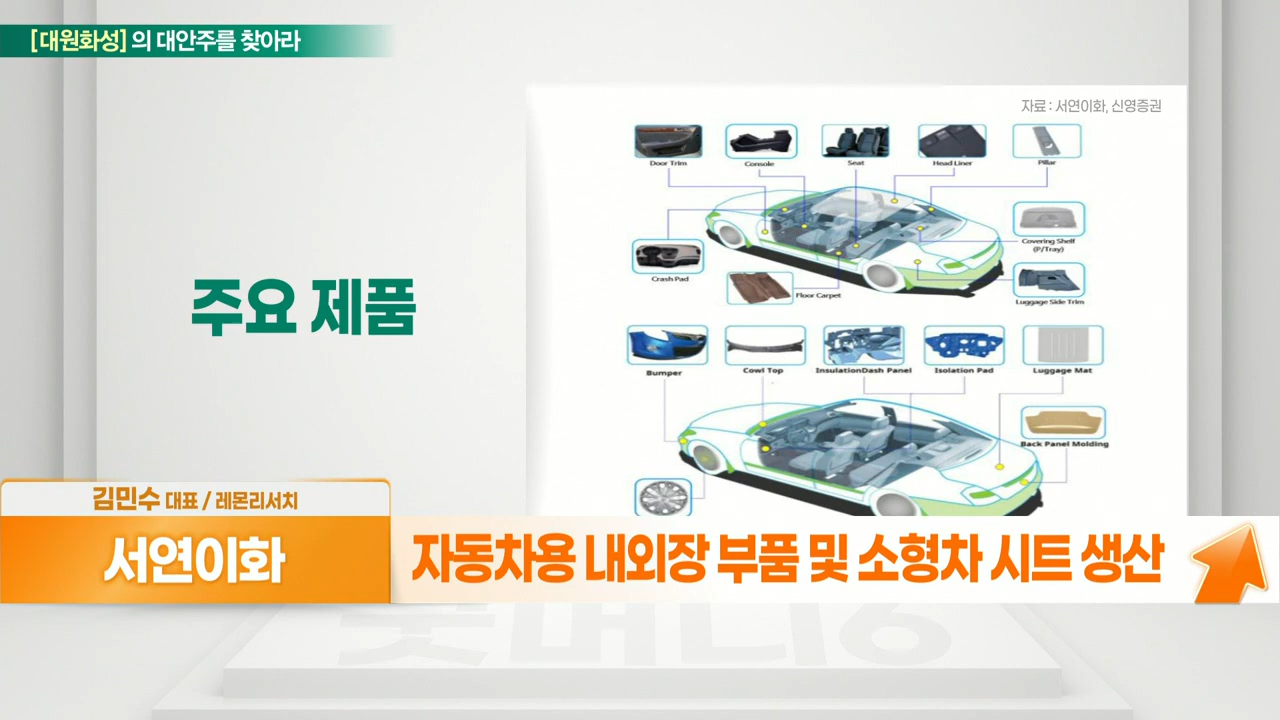 [대원화성]의 대안주를 찾아라
자료 : 서연이화, 신영증권
Door Trim
Console
Seat
Head Liner
Pillar
Covering Shelf
(P/Tray)
Crash Pad
Floor Carpet
Luggage Side Trim
주요 제품
Bumper
Cowl Top
InsulationDash Panel
Isolation Pad
Luggage Mat
Back Panel Molding
김민수 대표 / 레몬리서치
서연이화
자동차용 내외장 부품 및 소형차 시트 생산
머니6